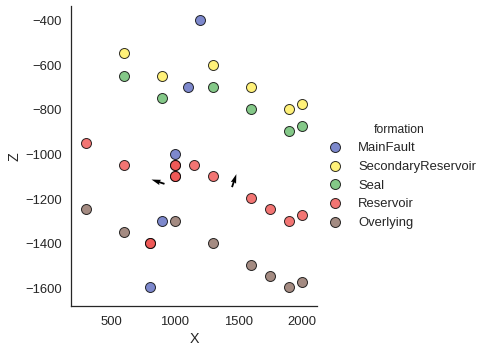 −400
−600
−800
−1000
−1200
−1400
−1600
Z
500
1000
1500
2000
X
formation
MainFault
SecondaryReservoir
Seal
Reservoir
Overlying